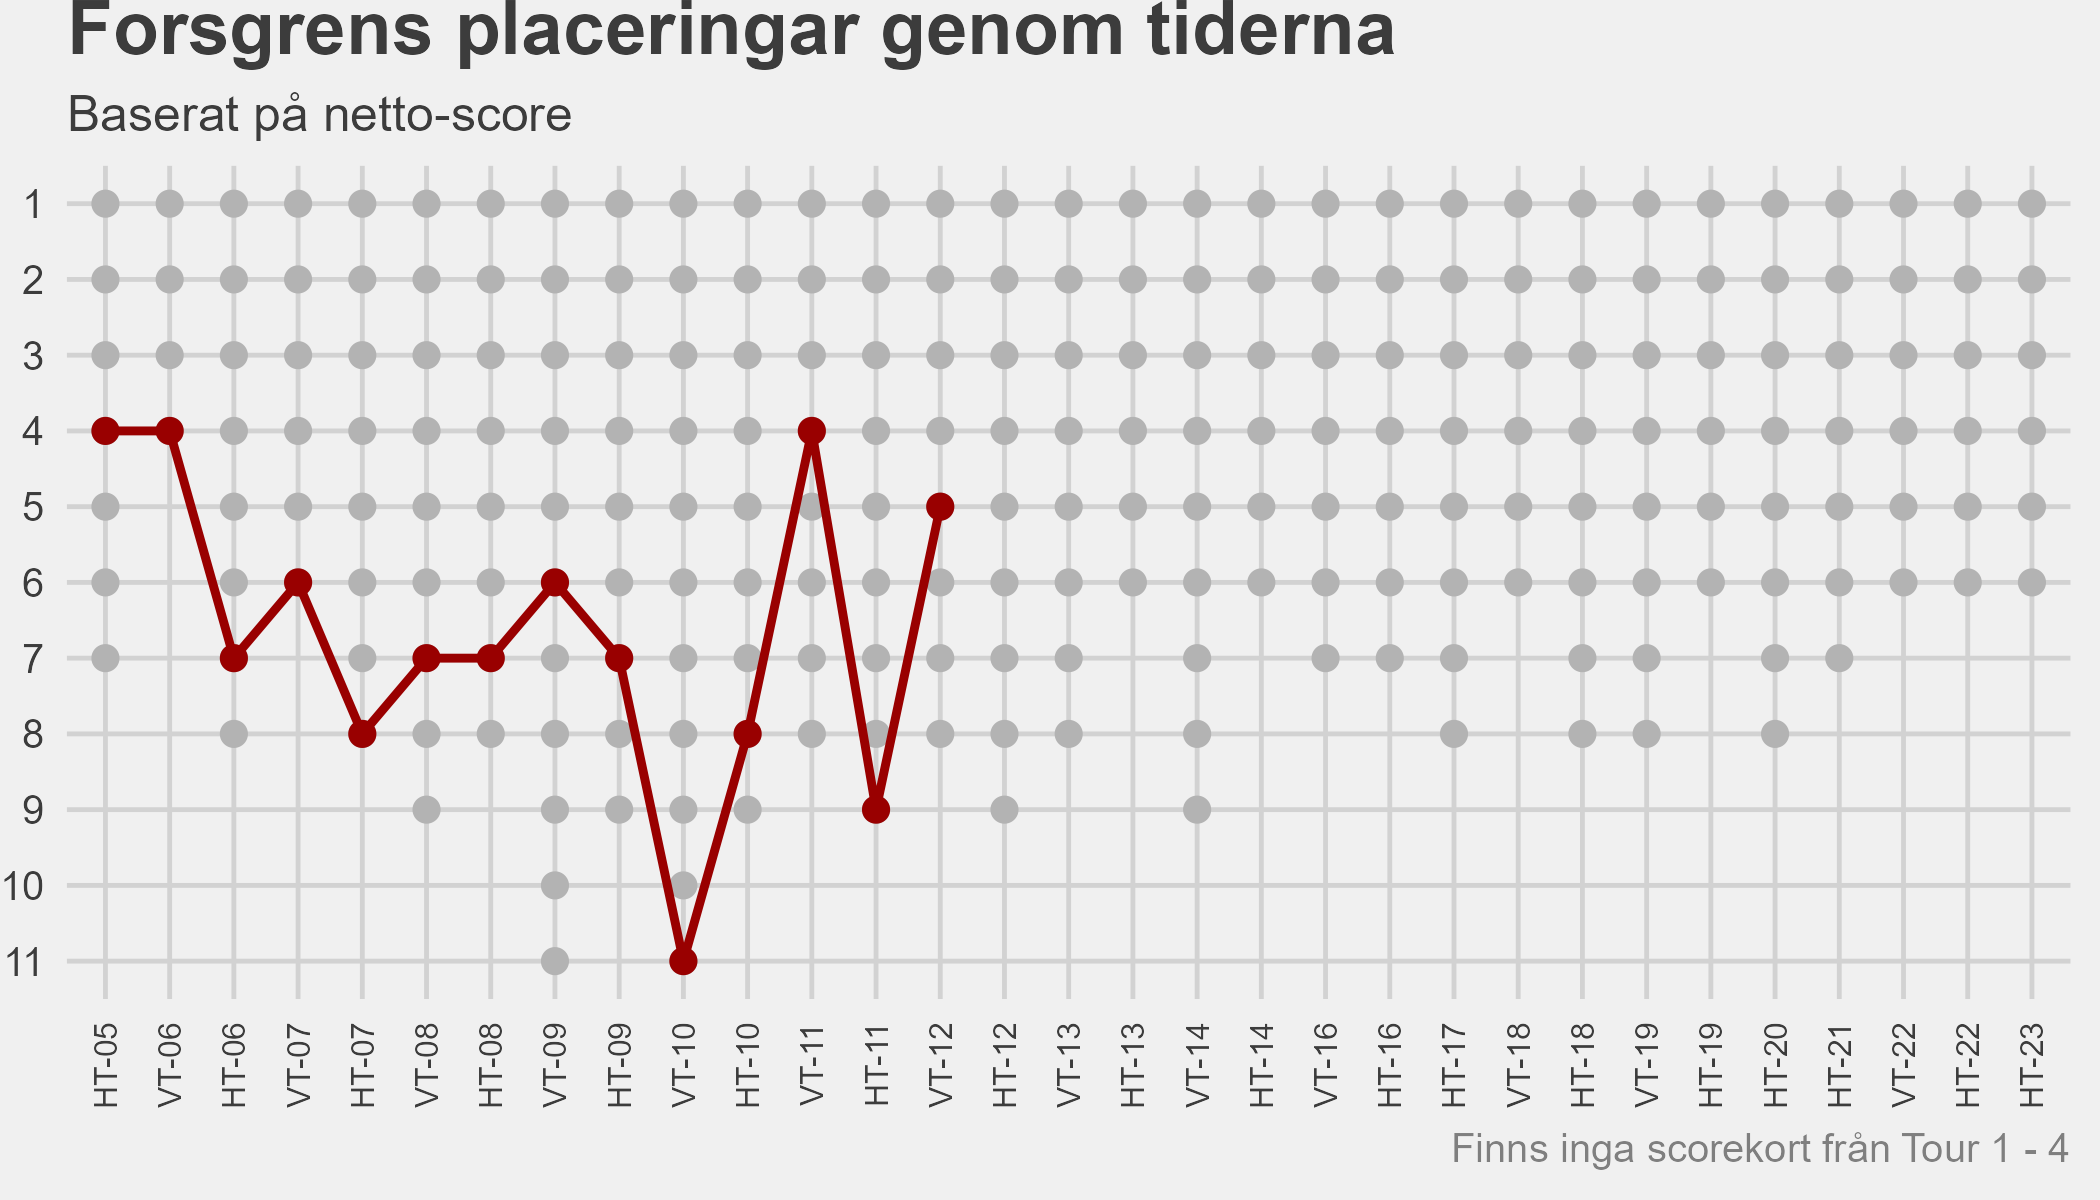 Forsgrens placeringar genom tiderna
Baserat på netto-score
1
2
3
4
5
6
7
8
9
10
11
HT-05 VT-06 HT-06 VT-07 HT-07 VT-08 HT-08 VT-09 HT-09 VT-10 HT-10 VT-11 HT-11 VT-12 HT-12 VT-13 HT-13 VT-14 HT-14 VT-16 HT-16 HT-17 VT-18 HT-18 VT-19 HT-19 HT-20 HT-21 VT-22 HT-22 HT-23
Finns inga scorekort från Tour 1 - 4